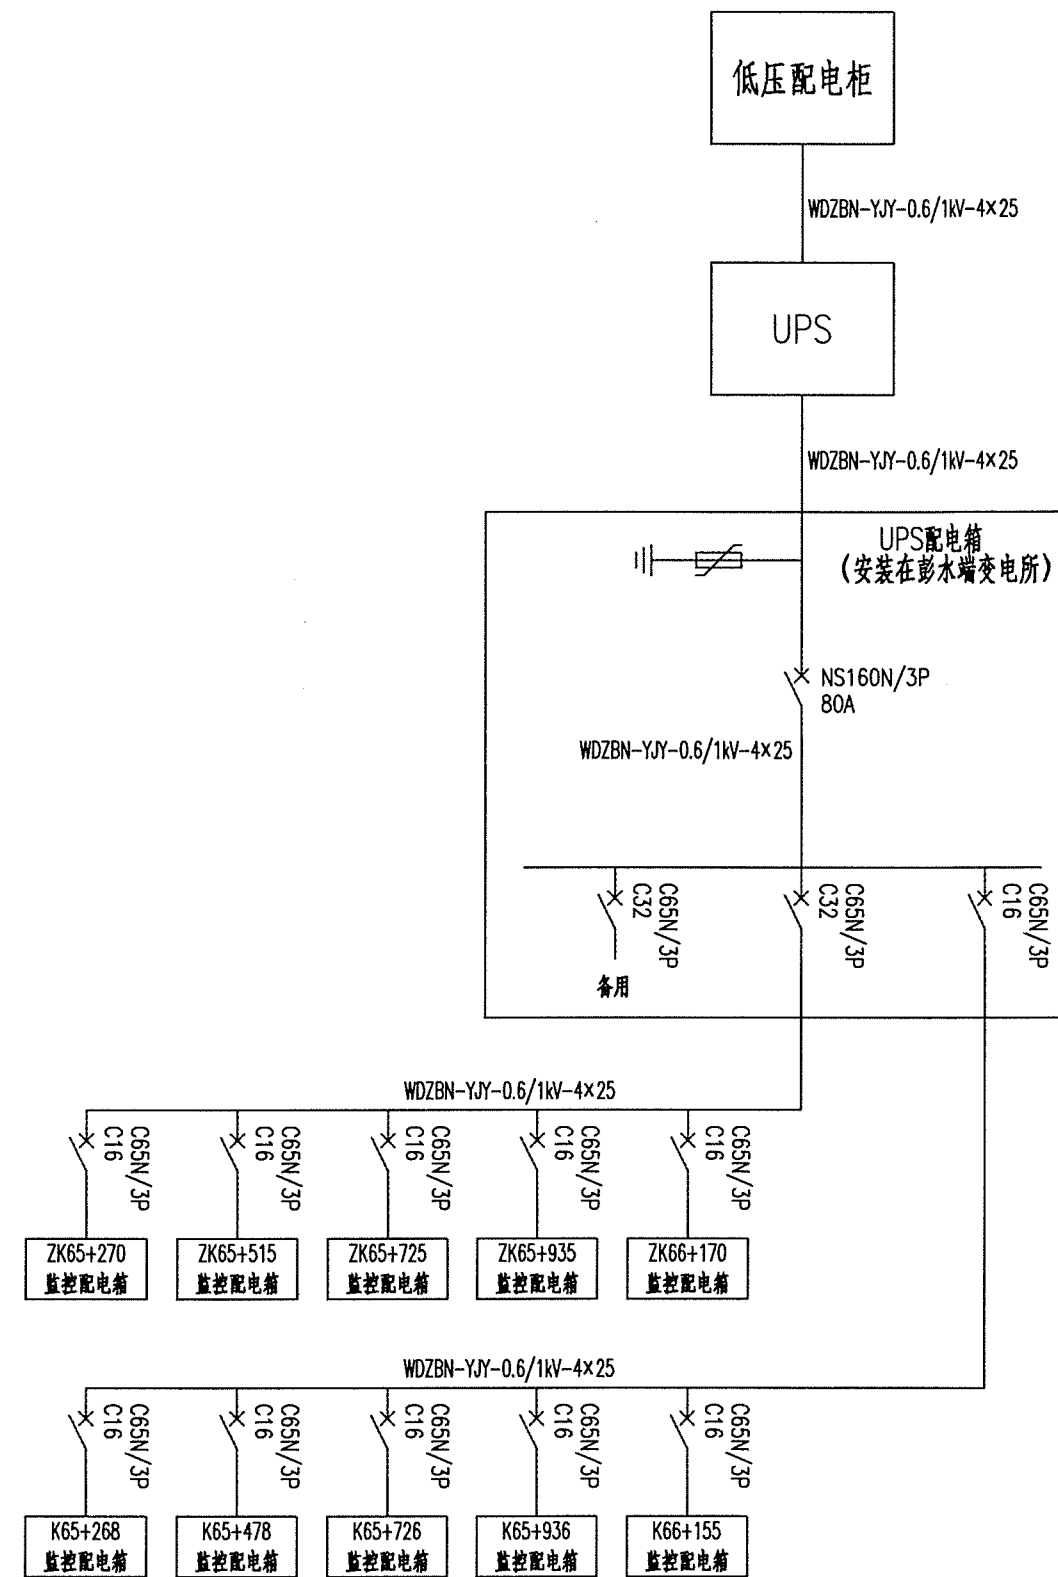 低压配电柜
WDZBN-YJY-0.6/1kV-4×25
UPS
WDZBN-YJY-0.6/1kV-4×25
UPS配电箱
(安装在彭水端变电所)
NS160N/3P
80A
WDZBN-YJY-0.6/1kV-4×25
C65N/3P
C32
备用
C65N/3P
C32
C65N/3P
C16
WDZBN-YJY-0.6/1kV-4×25
C65N/3P
C16
C65N/3P
C16
C65N/3P
C16
C65N/3P
C16
C65N/3P
C16
ZK65+270
监控配电箱
ZK65+515
监控配电箱
ZK65+725
监控配电箱
ZK65+935
监控配电箱
ZK66+170
监控配电箱
WDZBN-YJY-0.6/1kV-4×25
C65N/3P
C16
C65N/3P
C16
C65N/3P
C16
C65N/3P
C16
C65N/3P
C16
K65+268
监控配电箱
K65+478
监控配电箱
K65+726
监控配电箱
K65+936
监控配电箱
K66+155
监控配电箱